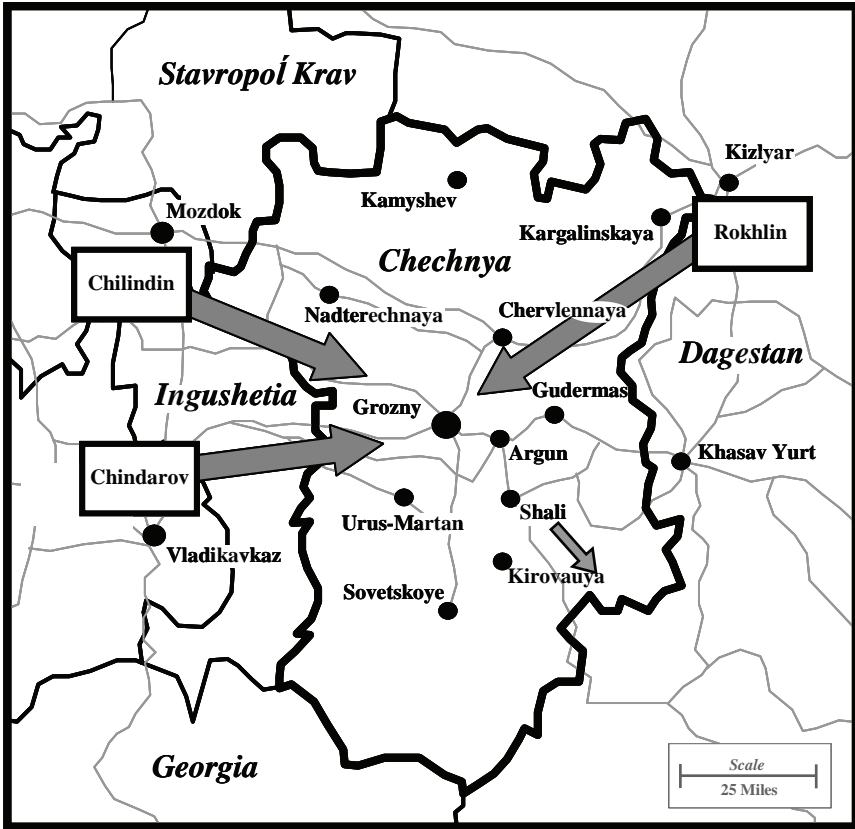 Stavropoĺ Krav
Kizlyar
Kamyshev
Mozdok
Kargalinskaya
Rokhlin
Chechnya
Chilindin
Nadterechnaya
Chervlennaya
Dagestan
Ingushetia
Gudermas
Grozny
Argun
Khasav Yurt
Chindarov
Urus-Martan
Shali
Vladikavkaz
Kirovauya
Sovetskoye
Georgia
Scale
25 Miles